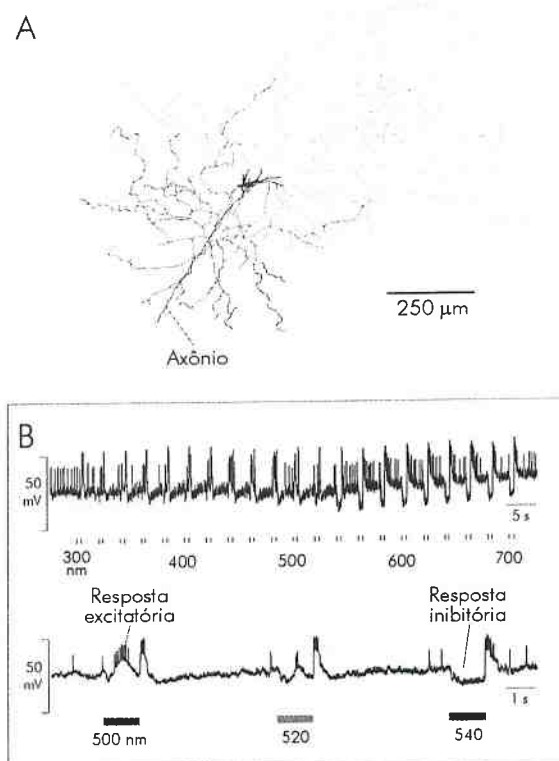 A
250 μm
Axônio
B
50
mV
5 s
300 400 500 600 700
nm
Resposta
excitatória
Resposta
inibitória
50
mV
1 s
500 nm 520 540